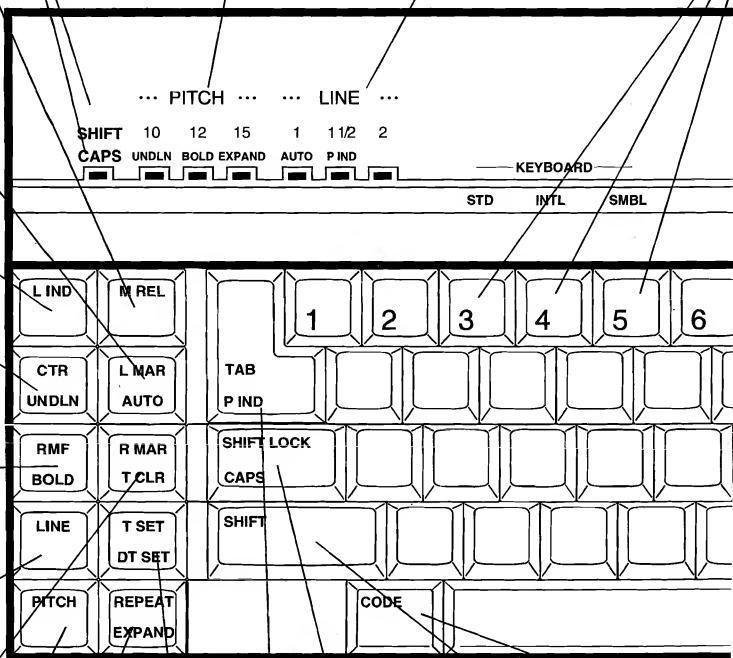 ··· PITCH ··· ··· LINE ···
SHIFT 10 12 15 1 1 1/2 2
CAPS UNDLN BOLD EXPAND AUTO P IND
KEYBOARD
STD INTL SMBL
L IND M REL
1 2 3 4 5 6
CTR L MAR TAB
UNDLN AUTO P IND
RMF R MAR SHIFT LOCK
BOLD T CLR CAPS
LINE T SET SHIFT
DT SET
PITCH REPEAT CODE
EXPAND